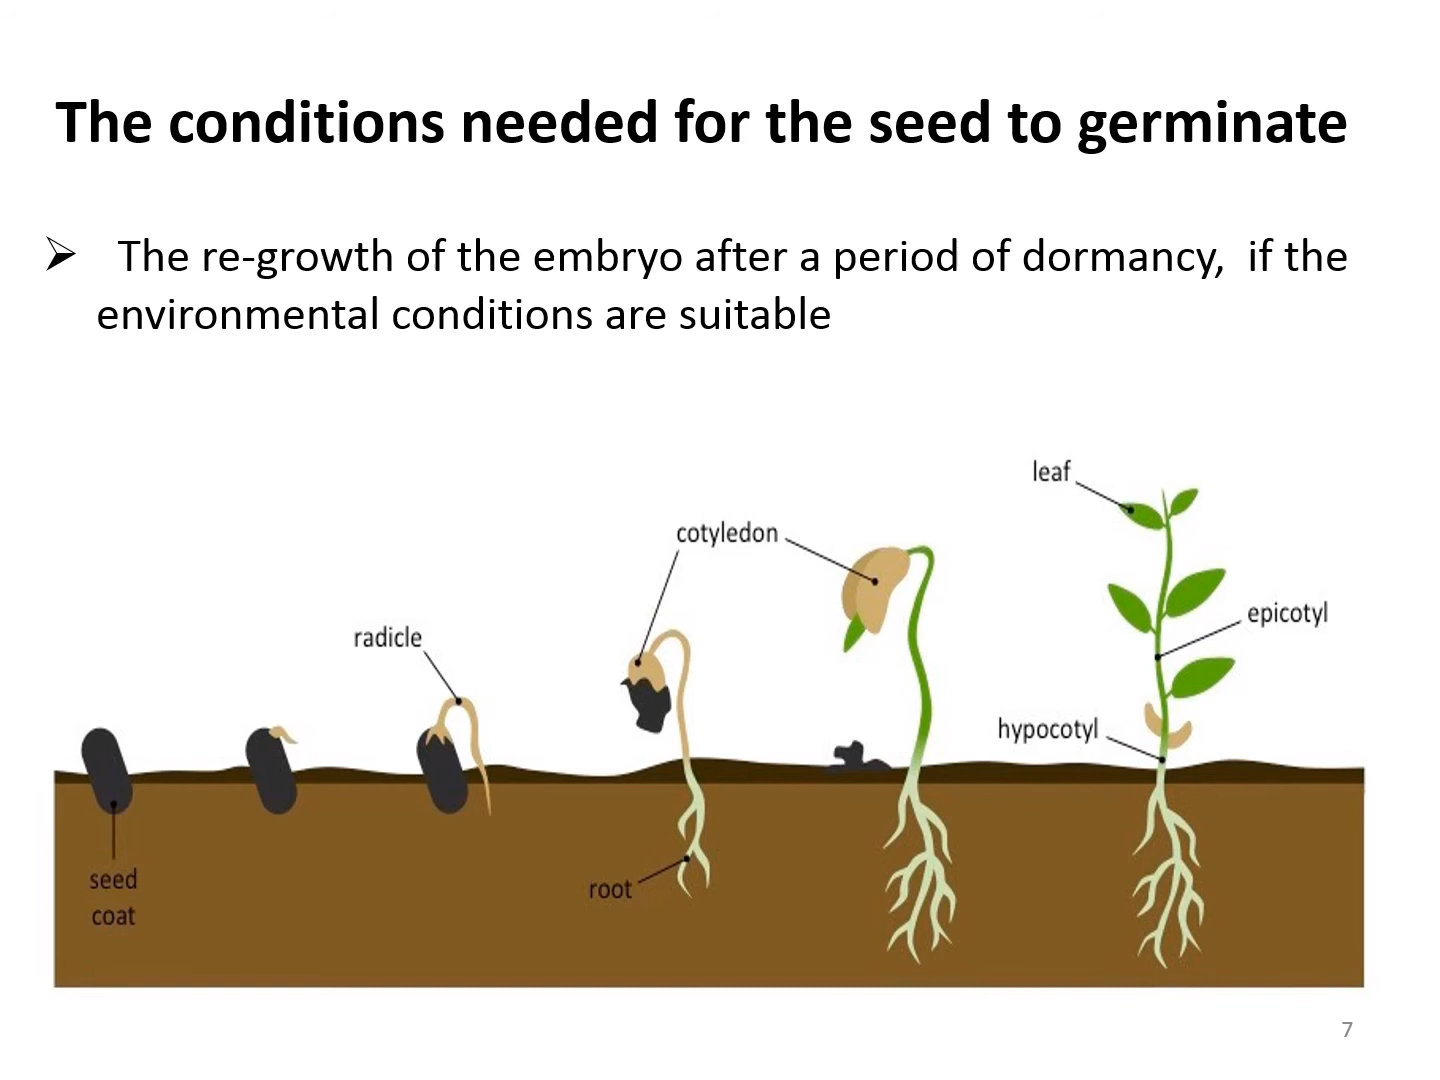 The conditions needed for the seed to germinate
➢ The re-growth of the embryo after a period of dormancy, if the
environmental conditions are suitable
leaf
cotyledon
epicotyl
radicle
hypocotyl
seed
coat
root
7